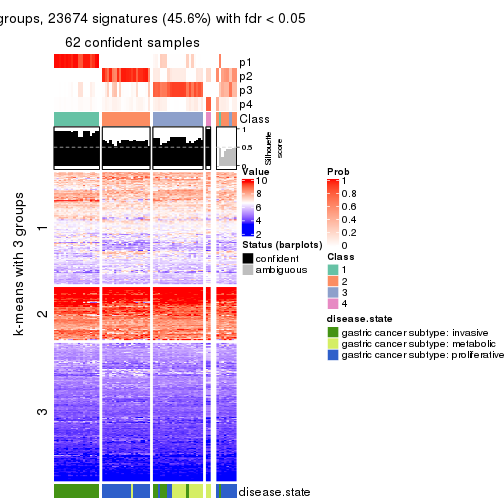 groups, 23674 signatures (45.6%) with fdr < 0.05
62 confident samples
p1
p2
p3
p4
Class
1
0.5
0
Silhouette
score
k-means with 3 groups
1
2
3
disease.state
Value
10
8
6
4
2
Status (barplots)
confident
ambiguous
Prob
1
0.8
0.6
0.4
0.2
0
Class
1
2
3
4
disease.state
gastric cancer subtype: invasive
gastric cancer subtype: metabolic
gastric cancer subtype: proliferative